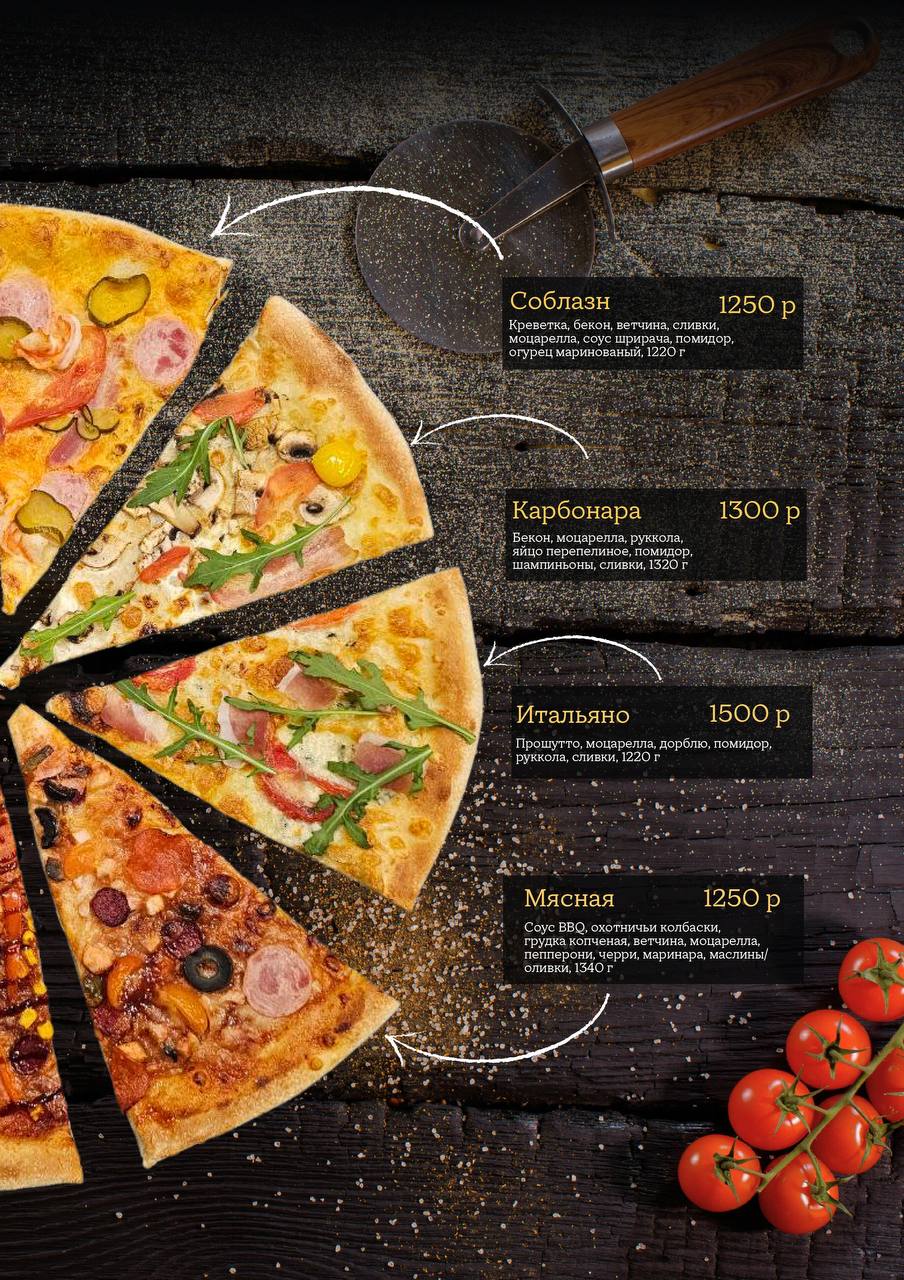 Соблазн 1250 р
Креветка, бекон, ветчина, сливки,
моцарелла, соус шрирача, помидор,
огурец маринованый, 1220 г
Карбонара 1300 р
Бекон, моцарелла, руккола,
яйцо перепелиное, помидор,
шампиньоны, сливки, 1320 г
Итальяно 1500 р
Прошутто, моцарелла, дорблю, помидор,
руккола, сливки, 1220 г
Мясная 1250 р
Соус BBQ, охотничьи колбаски,
грудка копченая, ветчина, моцарелла,
пепперони, черри, маринара, маслины/
оливки, 1340 г